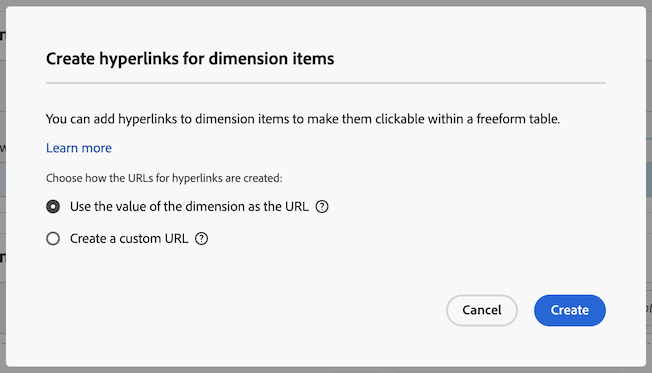 Create hyperlinks for dimension items
You can add hyperlinks to dimension items to make them clickable within a freeform table.
Learn more
Choose how the URLs for hyperlinks are created:
Use the value of the dimension as the URL ?
Create a custom URL ?
Cancel Create